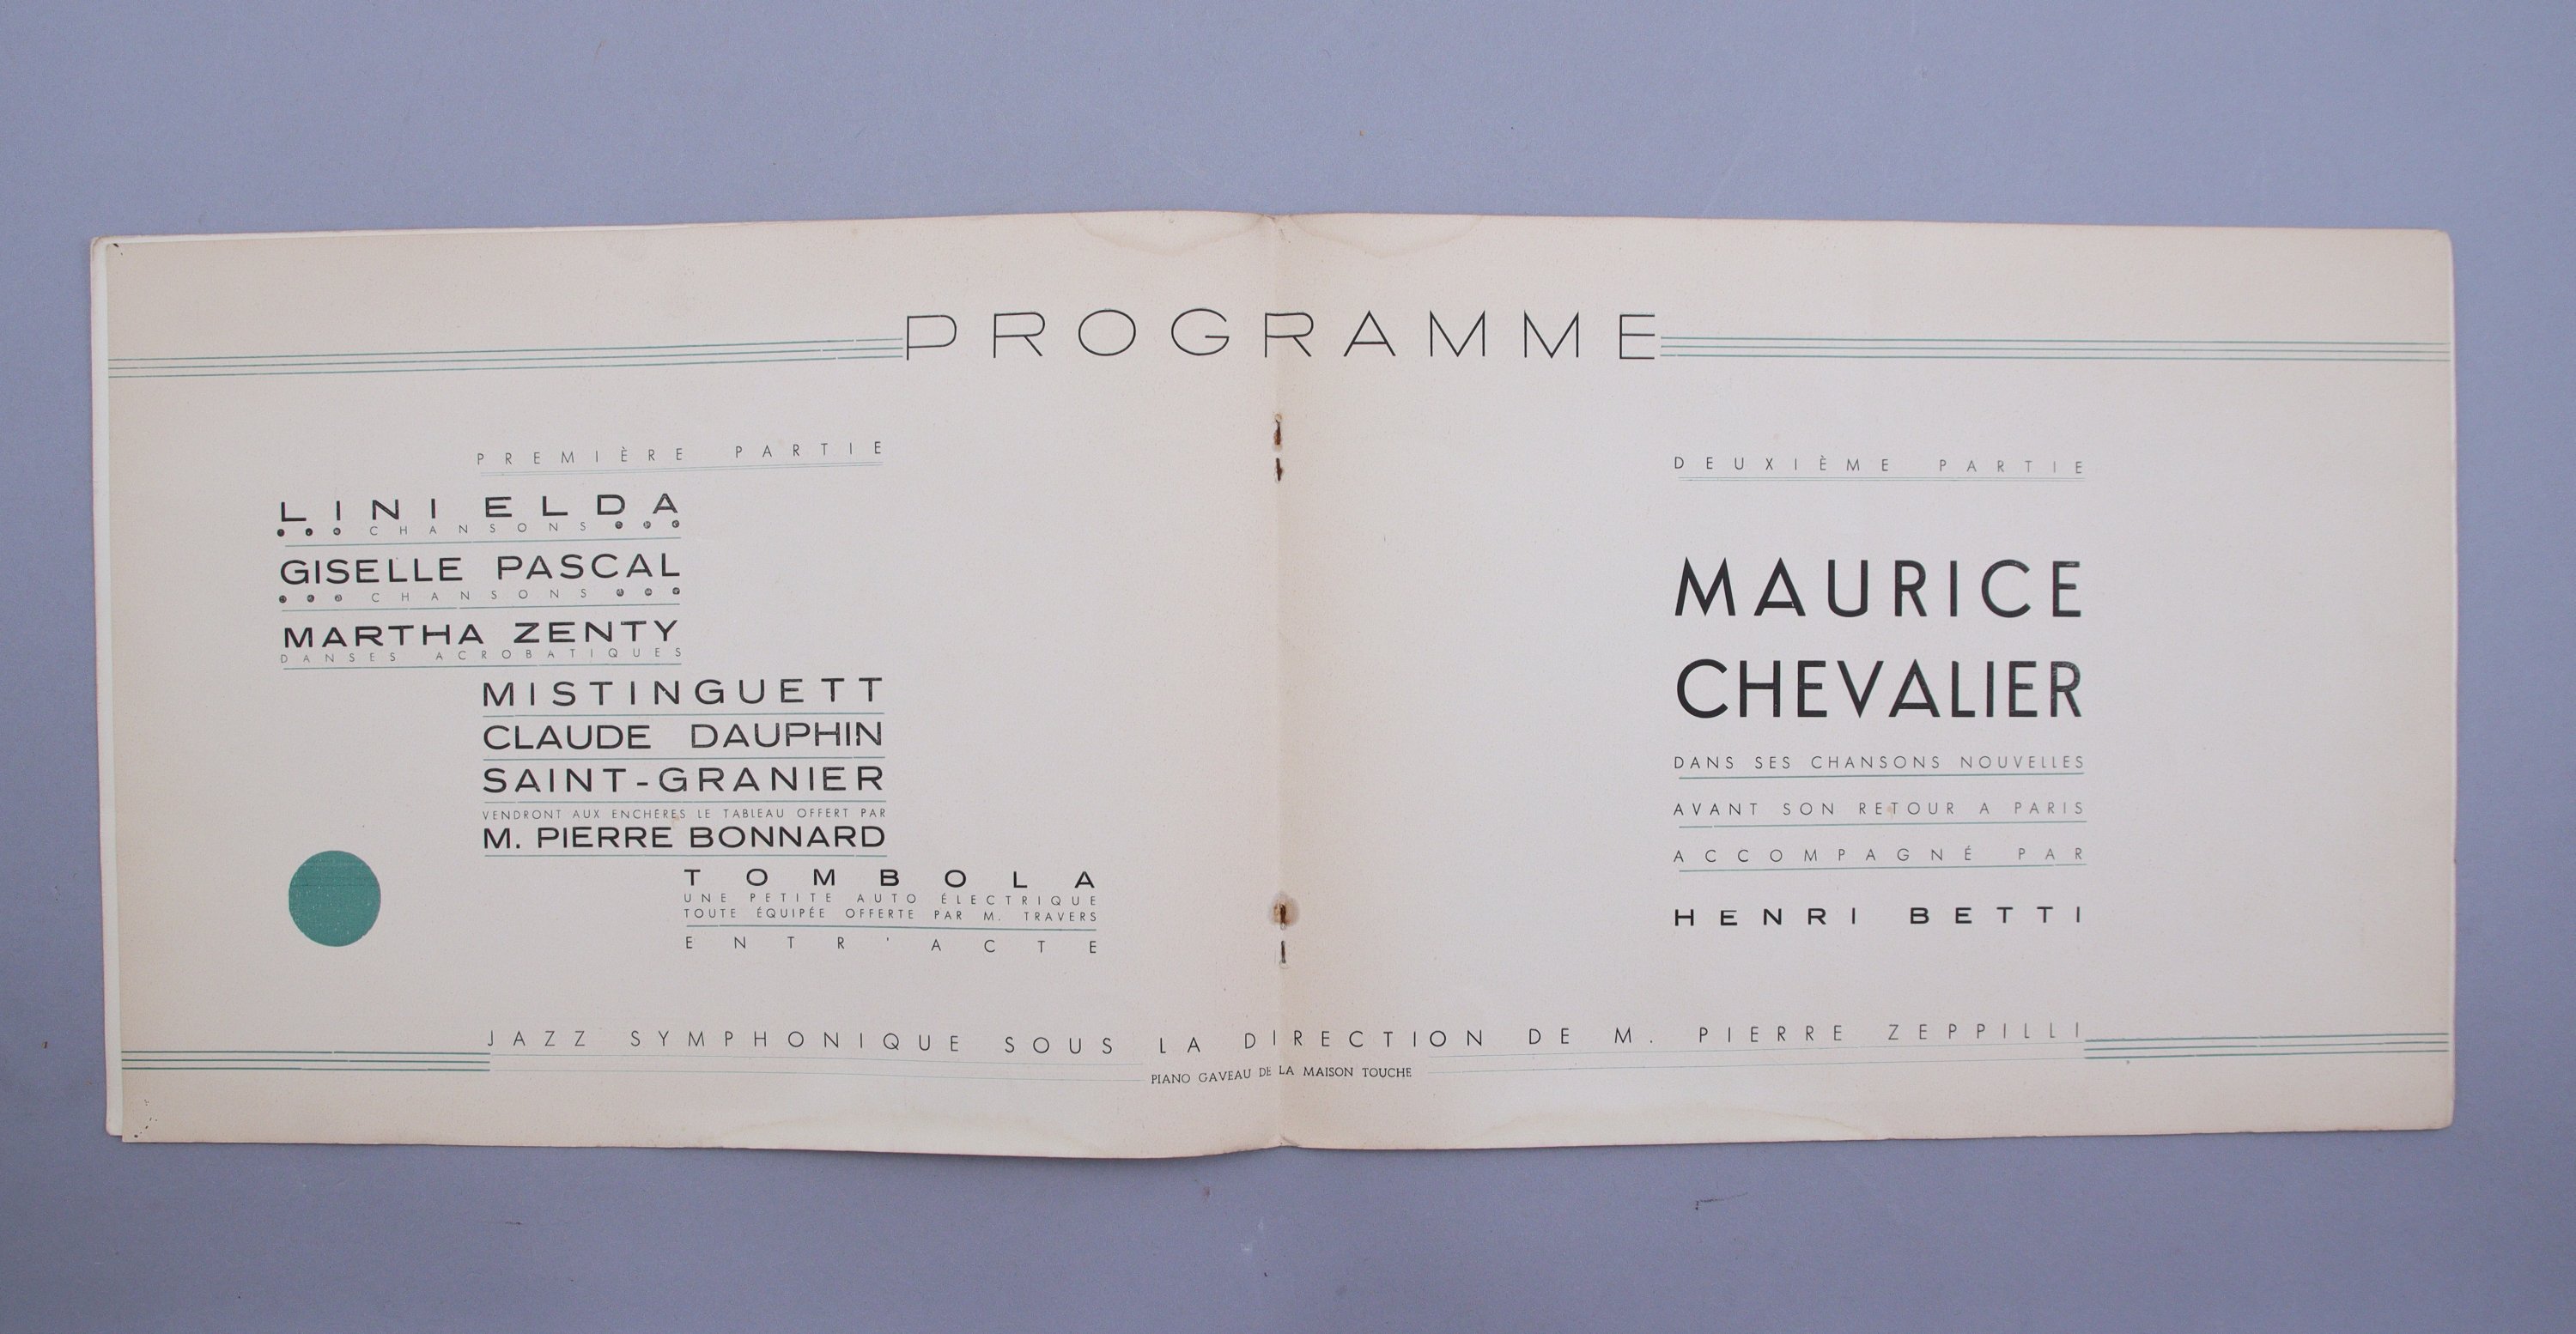 PROGRAMME
PREMIÈRE PARTIE
LINI ELDA
CHANSONS
GISELLE PASCAL
CHANSONS
MARTHA ZENTY
DANSES ACROBATIQUES
MISTINGUETT
CLAUDE DAUPHIN
SAINT-GRANIER
VENDRONT AUX ENCHÈRES LE TABLEAU OFFERT PAR
M. PIERRE BONNARD
TOMBOLA
UNE PETITE AUTO ÉLECTRIQUE
TOUTE ÉQUIPÉE OFFERTE PAR M. TRAVERS
ENTR'ACTE
DEUXIÈME PARTIE
MAURICE
CHEVALIER
DANS SES CHANSONS NOUVELLES
AVANT SON RETOUR A PARIS
ACCOMPAGNÉ PAR
HENRI BETTI
JAZZ SYMPHONIQUE SOUS LA DIRECTION DE M. PIERRE ZEPPILLI
PIANO GAVEAU DE LA MAISON TOUCHE